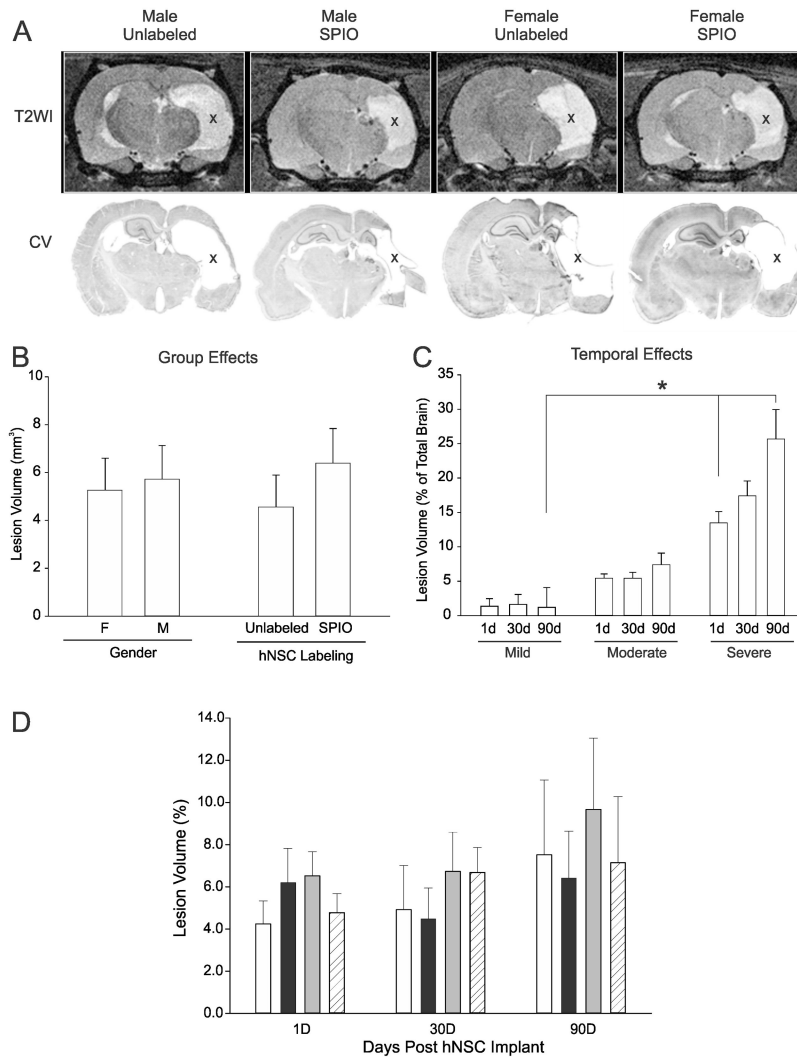 A
Male
Unlabeled
Male
SPIO
Female
Unlabeled
Female
SPIO
T2WI
X
X
X
X
CV
X
X
X
X
B
Group Effects
Lesion Volume (mm³)
10
8
6
4
2
0
F
M
Unlabeled
SPIO
Gender
hNSC Labeling
C
Temporal Effects
Lesion Volume (% of Total Brain)
35
30
25
20
15
10
5
0
*
1d 30d 90d
1d 30d 90d
1d 30d 90d
Mild
Moderate
Severe
D
Lesion Volume (%)
14.0
12.0
10.0
8.0
6.0
4.0
2.0
0.0
1D
30D
90D
Days Post hNSC Implant